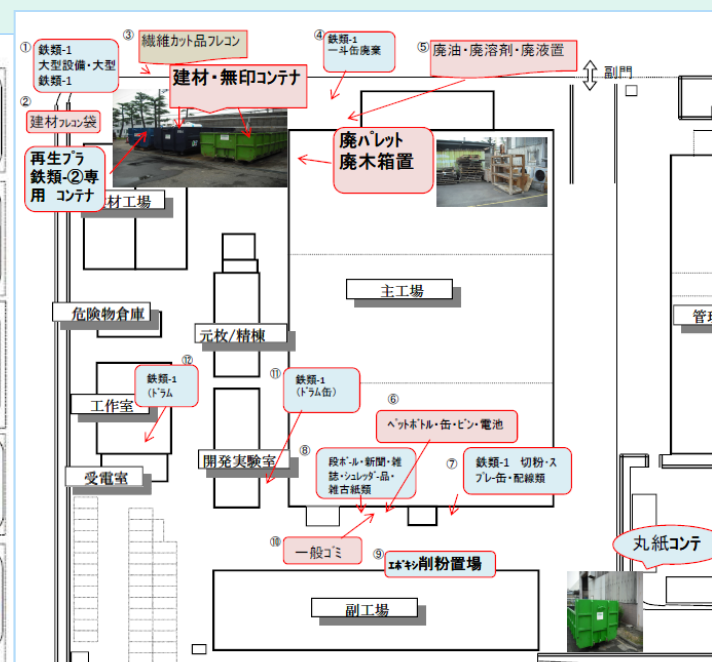 ①
鉄類-1
大型設備・大型
鉄類-1
③
繊維カット品フレコン
④
鉄類-1
一斗缶廃棄
⑤
廃油・廃溶剤・廃液置
副門
②
建材フレコン袋
建材・無印コンテナ
再生プラ
鉄類-②専
用 コンテナ
廃パレット
廃木箱置
材工場
主工場
危険物倉庫
元枚/精棟
管
⑫
鉄類-1
(ドラム
工作室
⑪
鉄類-1
(ドラム缶)
⑥
ペットボトル・缶・ビン・電池
受電室
開発実験室
⑧
段ボール・新聞・雑
誌・シュレッダー品・
雑古紙類
⑦
鉄類-1 切粉・ス
プレー缶・配線類
⑩
一般ゴミ
⑨
エポキシ削粉置場
丸紙コンテ
副工場